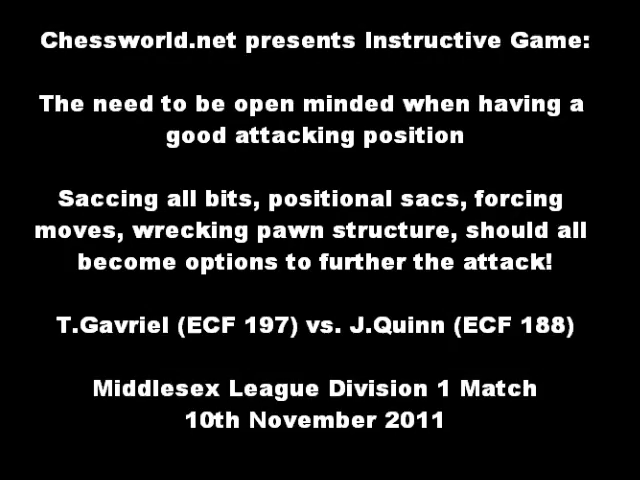 Chessworld.net presents Instructive Game:
The need to be open minded when having a
good attacking position
Saccing all bits, positional sacs, forcing
moves, wrecking pawn structure, should all
become options to further the attack!
T.Gavriel (ECF 197) vs. J.Quinn (ECF 188)
Middlesex League Division 1 Match
10th November 2011